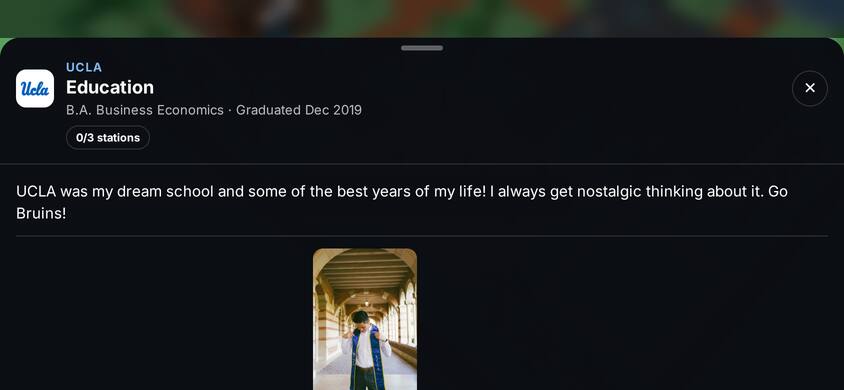 UCLA
Ucla
Education
B.A. Business Economics · Graduated Dec 2019
0/3 stations
UCLA was my dream school and some of the best years of my life! I always get nostalgic thinking about it. Go
Bruins!